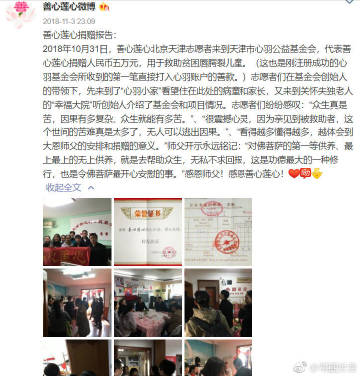 善心莲心微博
2018-11-3 23:09
善心莲心捐赠报告：
2018年10月31日，善心莲心北京天津志愿者来到天津市心羽公益基金会，代表善
心莲心捐赠人民币五万元，用于救助贫困唇腭裂儿童。（这也是刚注册成功的心
羽基金会所收到的第一笔直接打入心羽账户的善款。）志愿者们在基金会创始人
的带领下，先来到了“心羽小家”看望住在此处的病童和家长，又来到关怀失独老人
的“幸福大院”听创始人介绍了基金会和项目情况。志愿者们纷纷感叹：“众生真是
苦，因果有多复杂，众生就能有多苦。”、“很震撼心灵，因为亲见到被救助者，这
个世间的苦难真是太多了，无人可以逃出因果。”、“看得越多懂得越多，越体会到
大恩师父的安排和捐赠的意义。”师父开示永远铭记：“对佛菩萨的第一等供养、最
上最上的无上供养，就是去帮助众生，无私不求回报，这是功德最大的一种修
行，也是令佛菩萨最开心安慰的事。”感恩师父！感恩善心莲心！
收起全文
荣誉证书